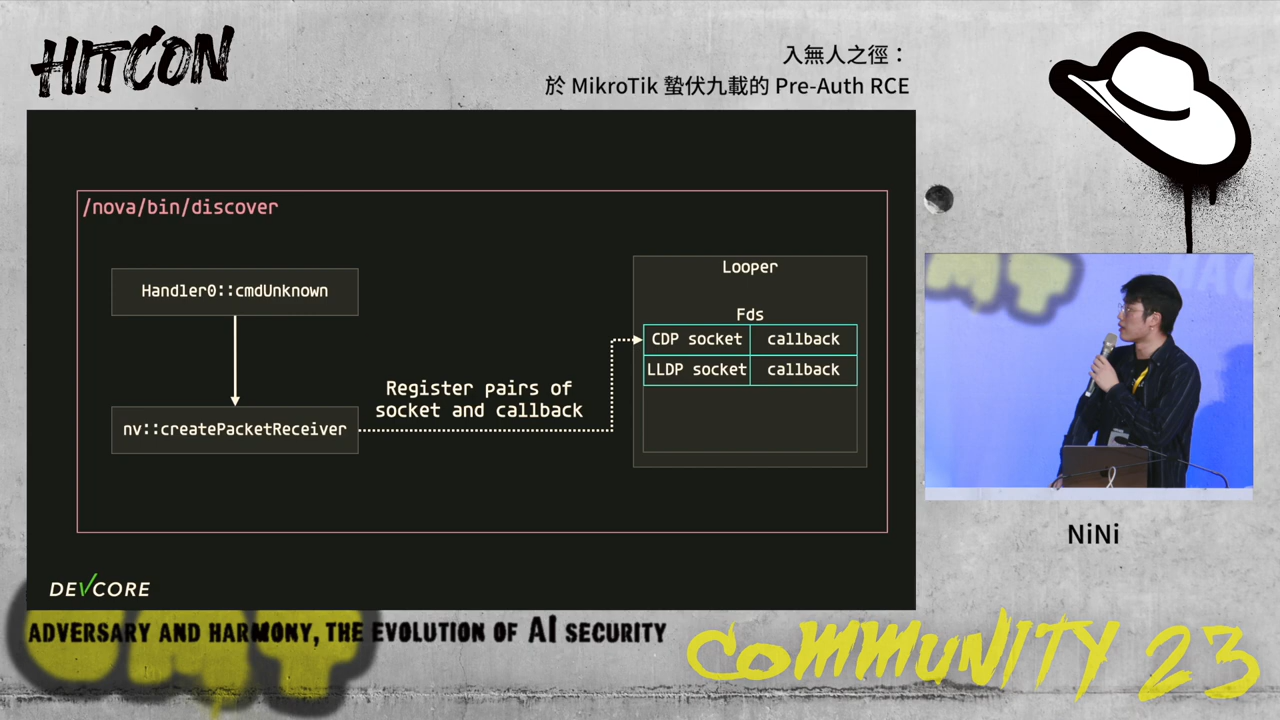 HITCON
入無人之徑：
於 MikroTik 蟄伏九載的 Pre-Auth RCE
/nova/bin/discover
Handler0::cmdUnknown
nv::createPacketReceiver
Register pairs of
socket and callback
Looper
Fds
CDP socket callback
LLDP socket callback
DEVCORE
NiNi
ADVERSARY AND HARMONY, THE EVOLUTION OF AI SECURITY
COMMUNITY 23